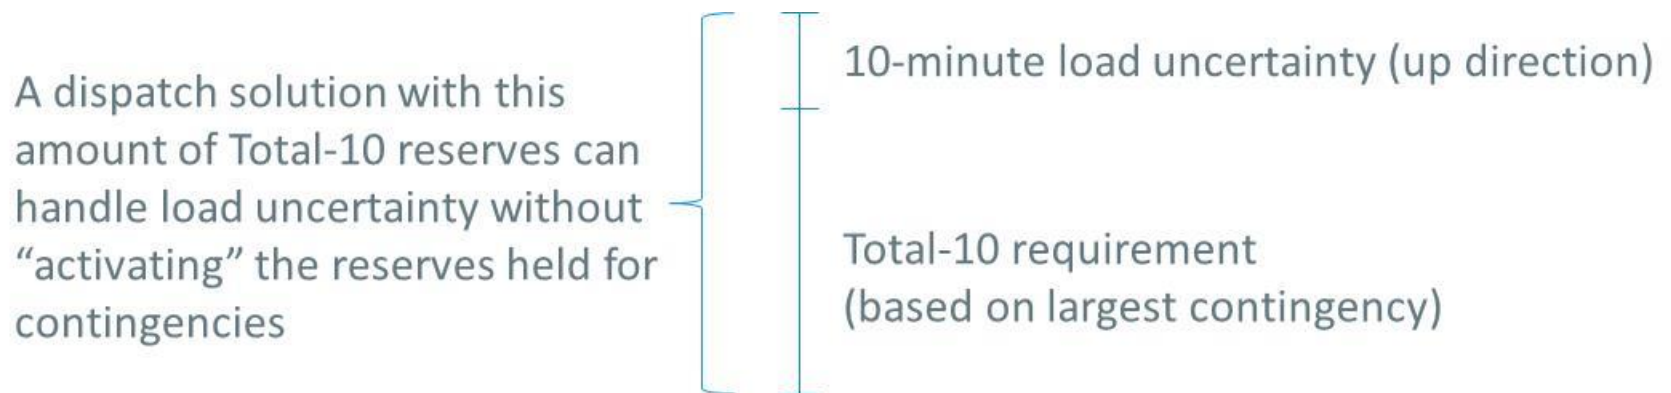 A dispatch solution with this
amount of Total-10 reserves can
handle load uncertainty without
“activating” the reserves held for
contingencies
10-minute load uncertainty (up direction)
Total-10 requirement
(based on largest contingency)